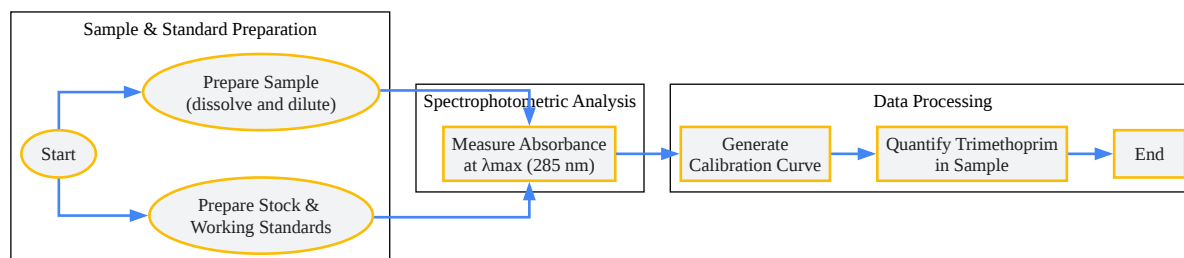 Sample & Standard Preparation
Start
Prepare Sample
(dissolve and dilute)
Prepare Stock &
Working Standards
Spectrophotometric Analysis
Measure Absorbance
at λmax (285 nm)
Data Processing
Generate
Calibration Curve
Quantify Trimethoprim
in Sample
End